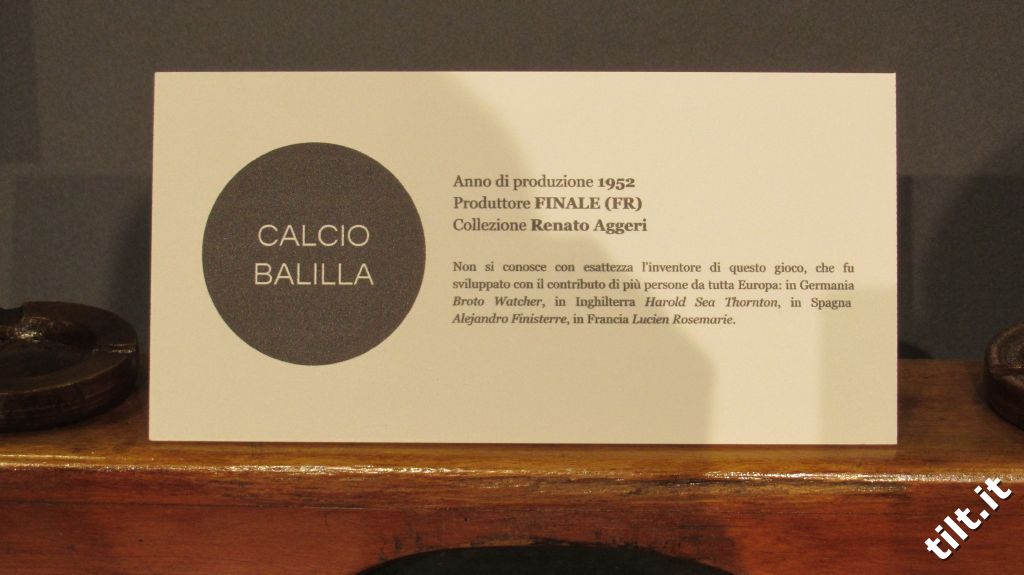 CALCIO
BALILLA
Anno di produzione 1952
Produttore FINALE (FR)
Collezione Renato Aggeri
Non si conosce con esattezza l'inventore di questo gioco, che fu
sviluppato con il contributo di più persone da tutta Europa: in Germania
Broto Watcher, in Inghilterra Harold Sea Thornton, in Spagna
Alejandro Finisterre, in Francia Lucien Rosemarie.
tilt.it